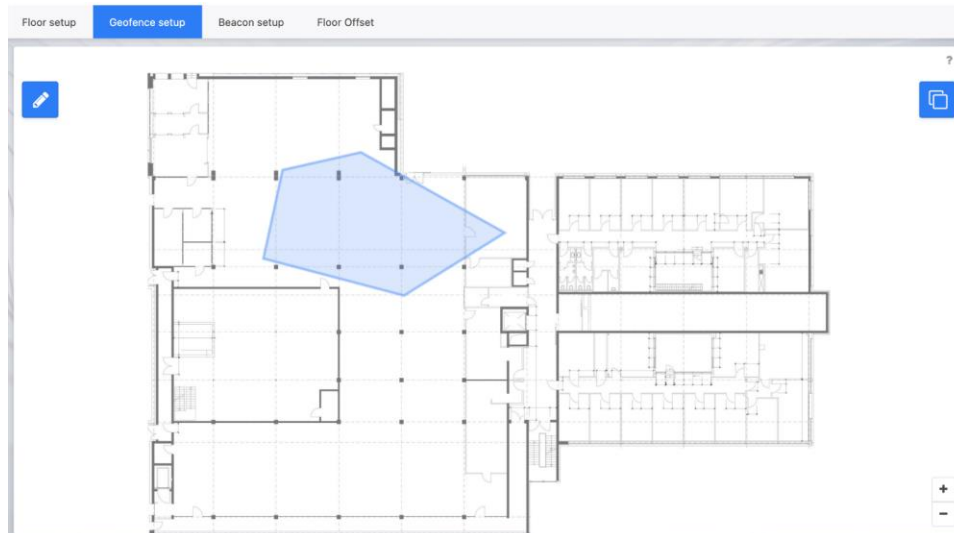 Floor setup
Geofence setup
Beacon setup
Floor Offset
?
+
−